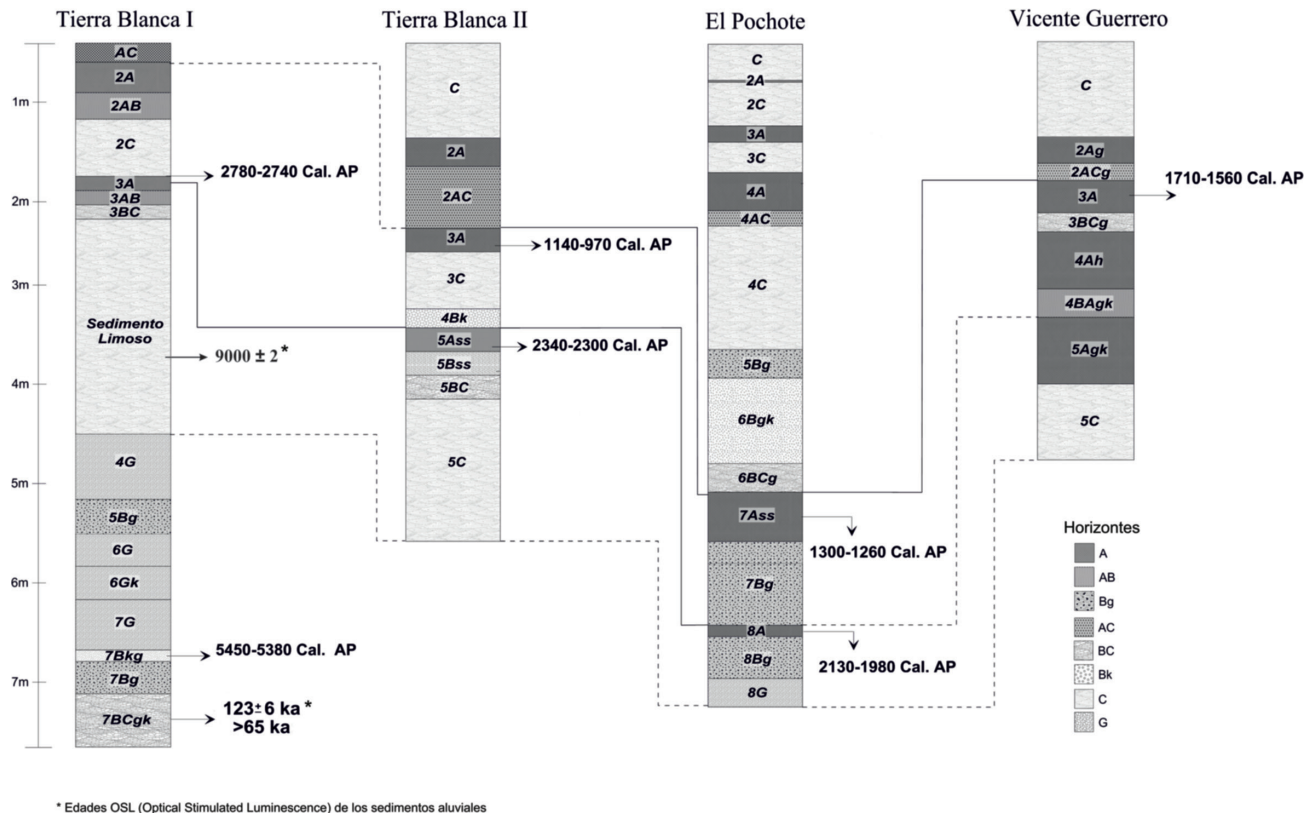 Tierra Blanca I
Tierra Blanca II
El Pochote
Vicente Guerrero
1m
2m
3m
4m
5m
6m
7m
AC
2A
2AB
2C
2780-2740 Cal. AP
3A
3AB
3BC
Sedimento
Limoso
9000 ± 2 *
4G
5Bg
6G
6Gk
7G
7Bkg
5450-5380 Cal. AP
7Bg
7BCgk
123±6 ka *
>65 ka
C
2A
2AC
3A
1140-970 Cal. AP
3C
4Bk
5Ass
2340-2300 Cal. AP
5Bss
5BC
5C
C
2A
2C
3A
3C
4A
4AC
4C
5Bg
6Bgk
6BCg
7Ass
1300-1260 Cal. AP
7Bg
8A
8Bg
2130-1980 Cal. AP
8G
C
2Ag
2ACg
1710-1560 Cal. AP
3A
3BCg
4Ah
4BAgk
5Agk
5C
Horizontes
A
AB
Bg
AC
BC
Bk
C
G
* Edades OSL (Optical Stimulated Luminescence) de los sedimentos aluviales